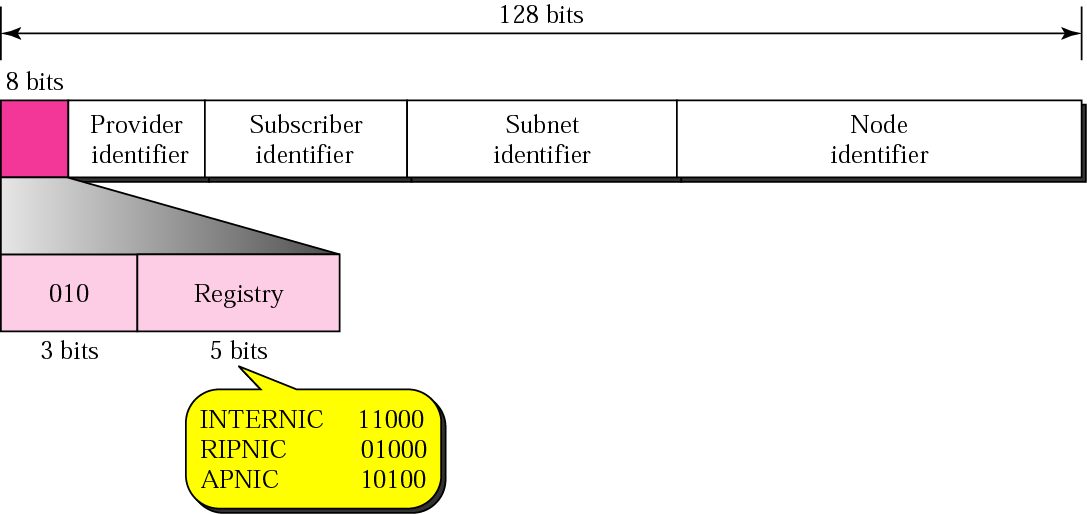 128 bits
8 bits
Provider identifier
Subscriber identifier
Subnet identifier
Node identifier
010
Registry
3 bits
5 bits
INTERNIC 11000
RIPNIC 01000
APNIC 10100